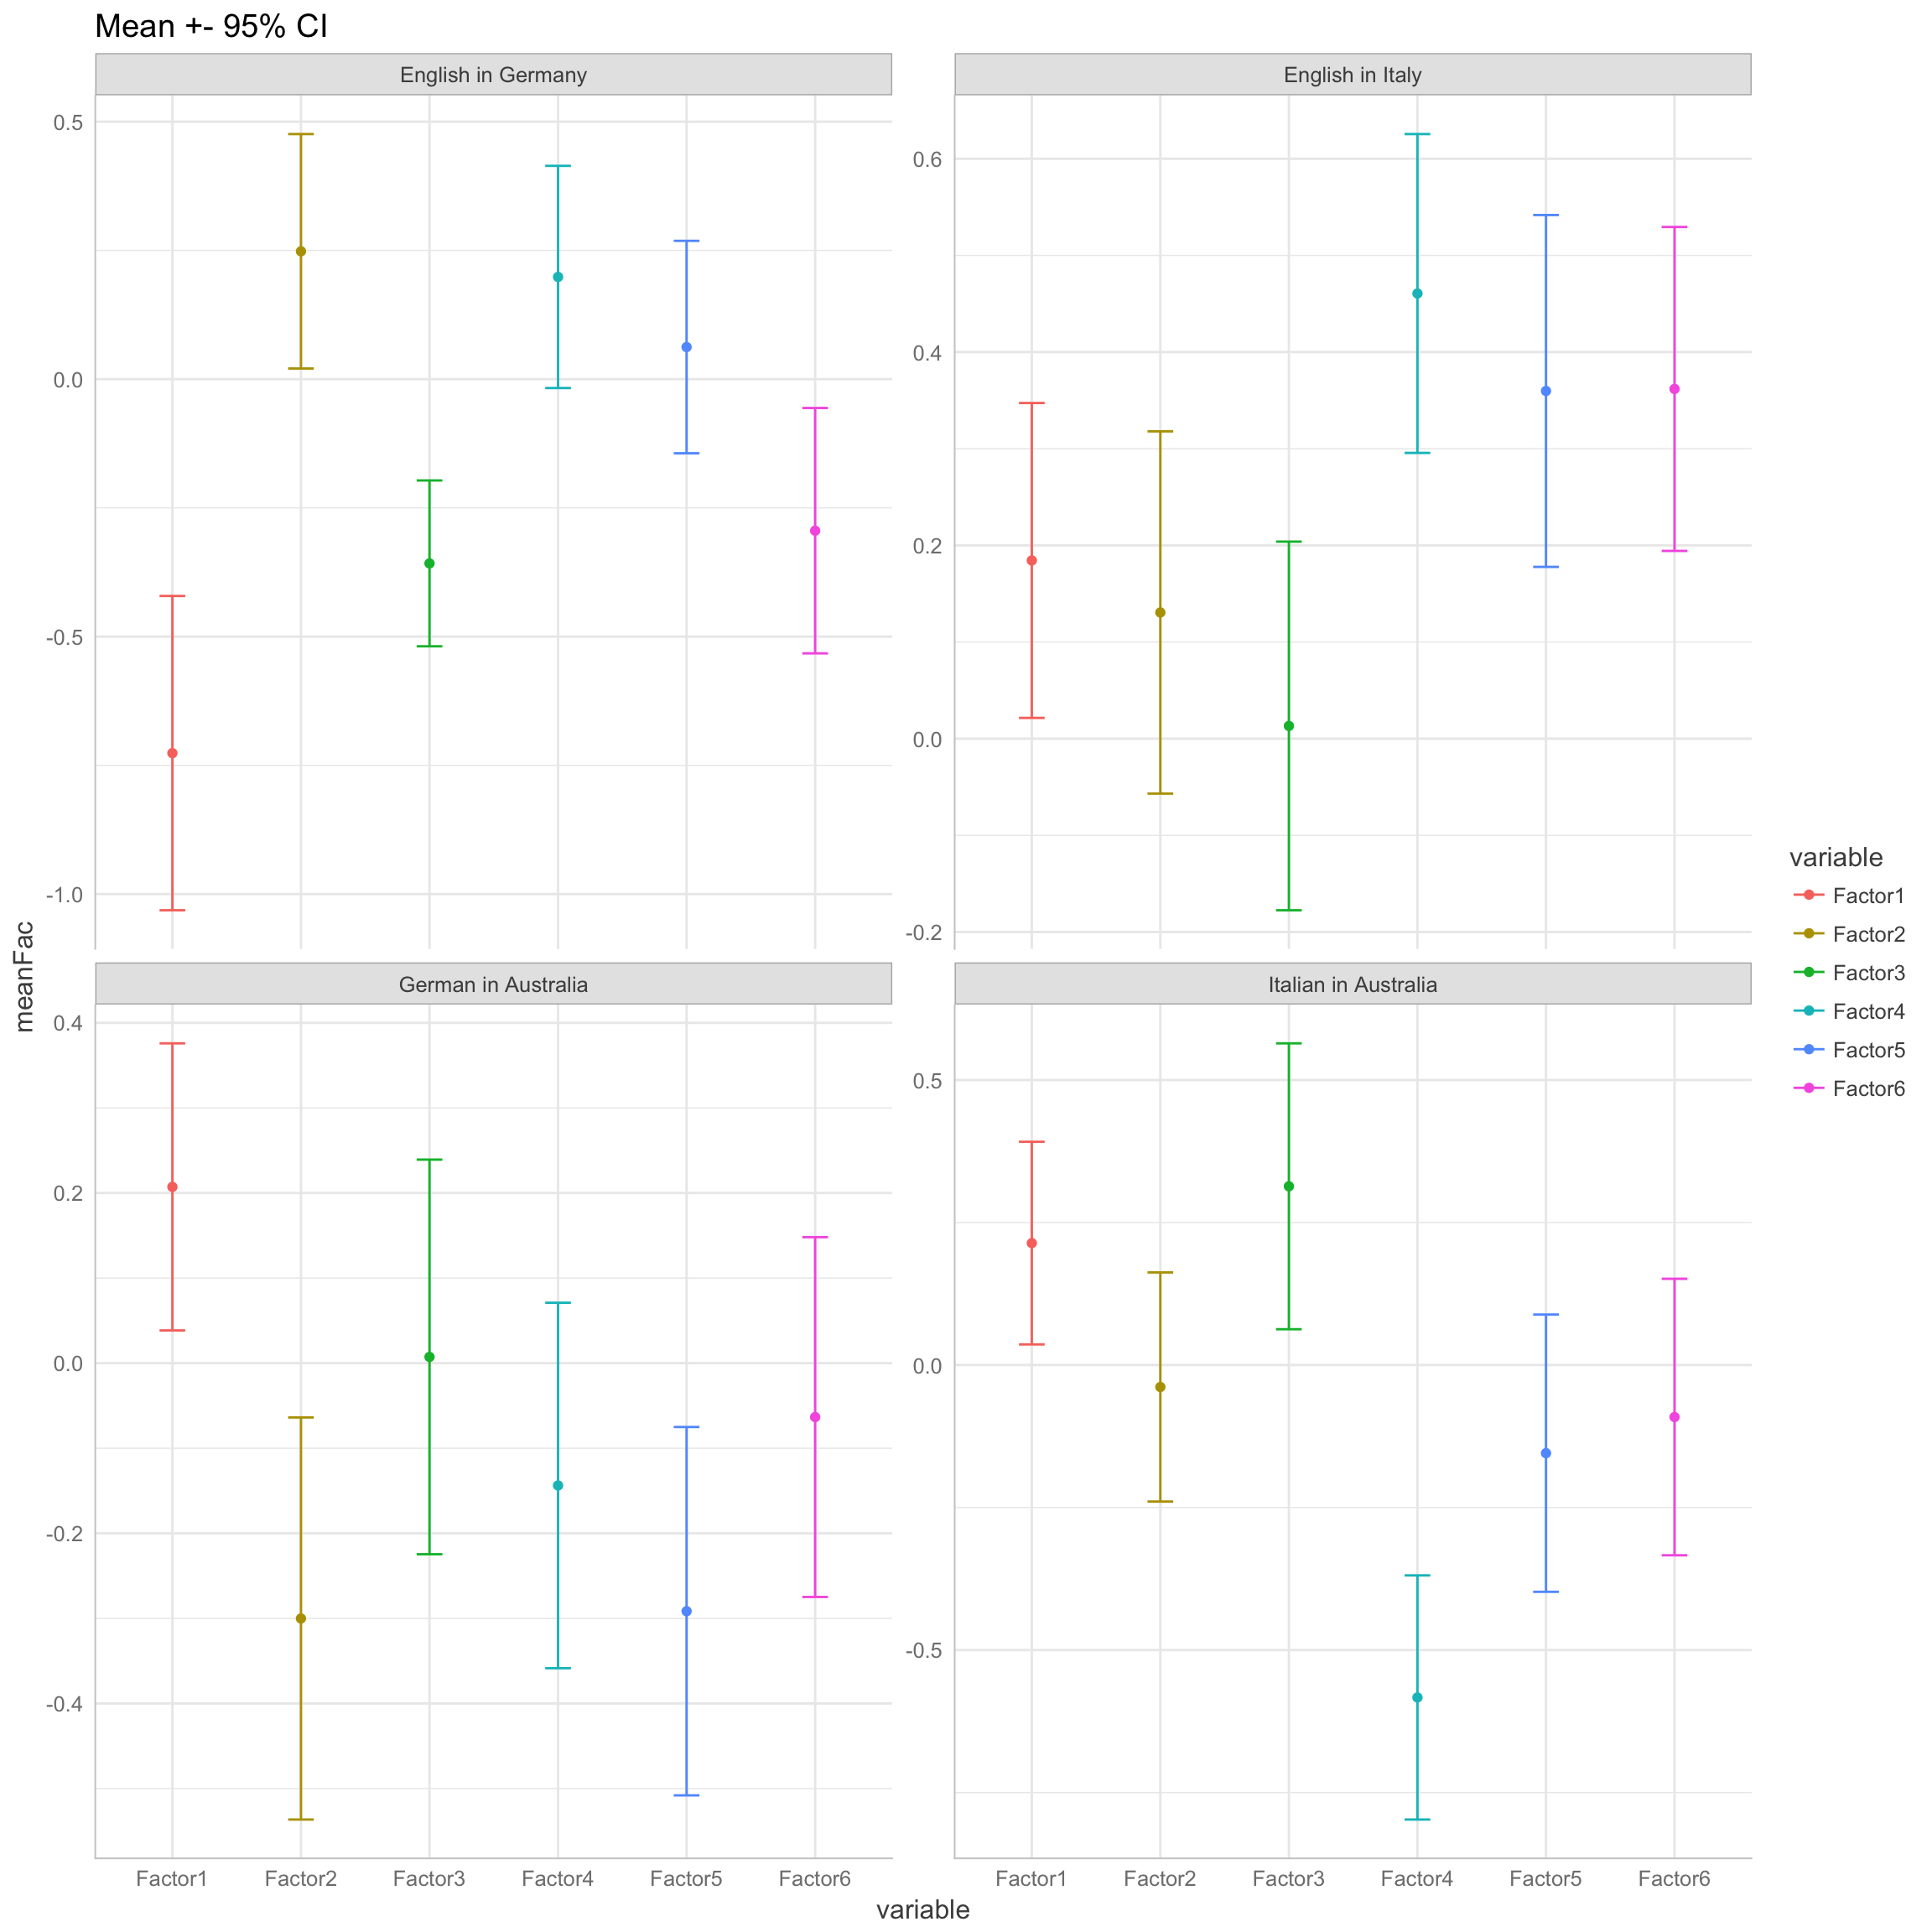 Mean +- 95% CI
English in Germany
English in Italy
0.5
0.0
-0.5
-1.0
0.6
0.4
0.2
0.0
-0.2
meanFac
German in Australia
Italian in Australia
0.4
0.2
0.0
-0.2
-0.4
0.5
0.0
-0.5
Factor1 Factor2 Factor3 Factor4 Factor5 Factor6
Factor1 Factor2 Factor3 Factor4 Factor5 Factor6
variable
variable
Factor1
Factor2
Factor3
Factor4
Factor5
Factor6